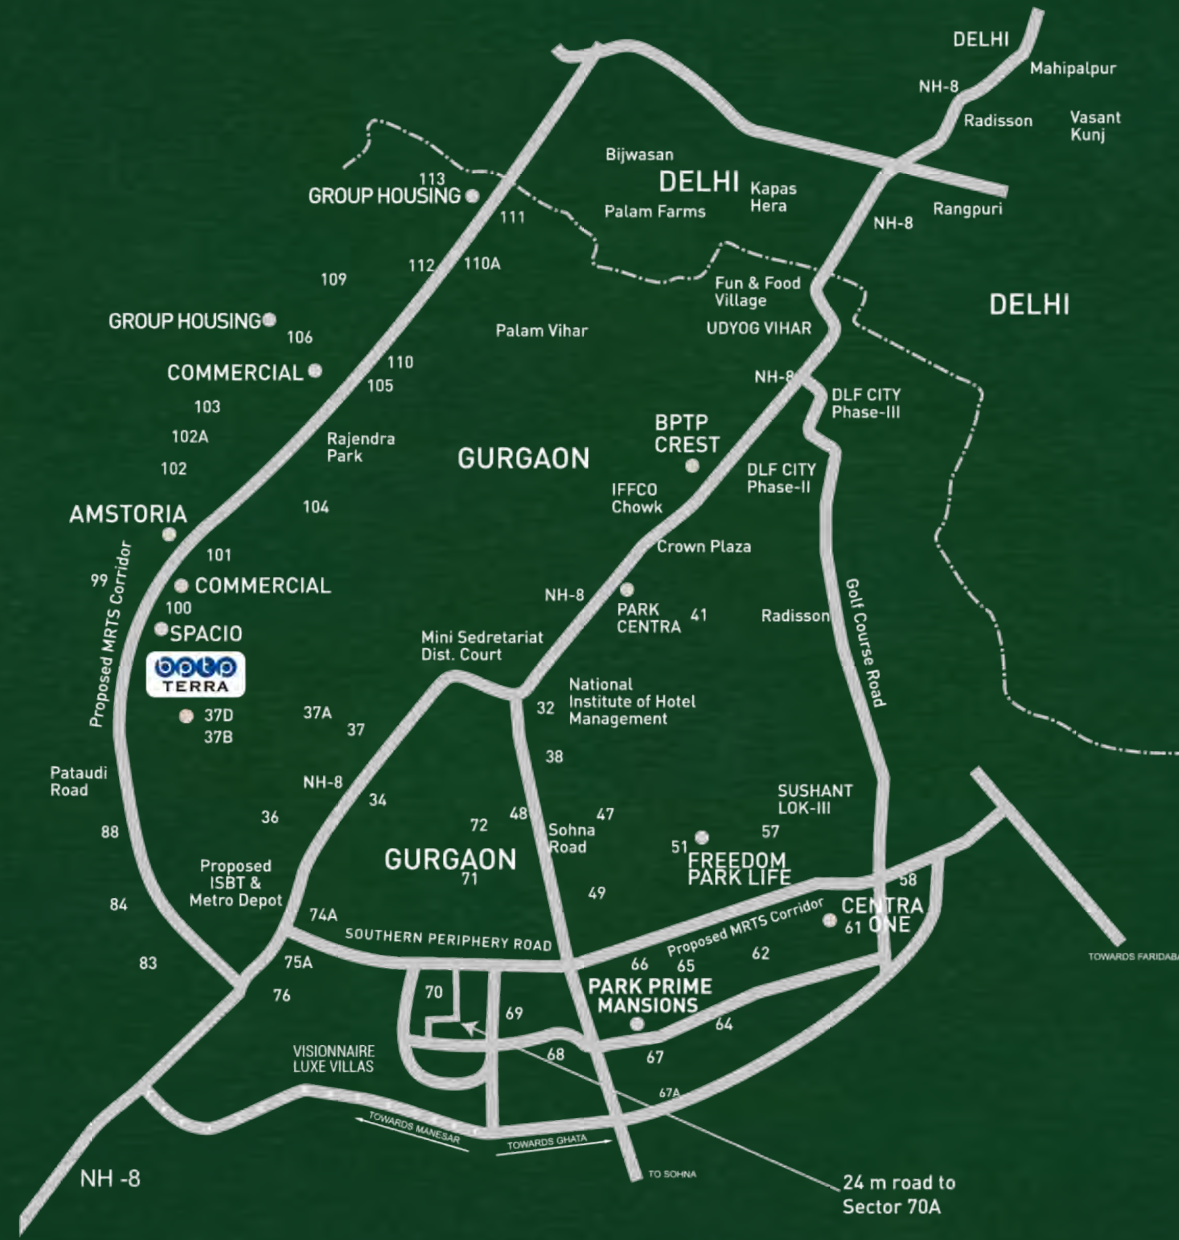 DELHI
Mahipalpur
NH-8
Radisson
Vasant
Kunj
Bijwasan
DELHI
Kapas
Hera
113
GROUP HOUSING
Palam Farms
Rangpuri
111
NH-8
112
110A
109
Fun & Food
Village
DELHI
GROUP HOUSING
106
Palam Vihar
UDYOG VIHAR
COMMERCIAL
110
105
NH-8
DLF CITY
Phase-III
103
102A
102
Rajendra
Park
GURGAON
BPTP
CREST
DLF CITY
Phase-II
IFFCO
Chowk
104
AMSTORIA
Crown Plaza
101
99
Proposed MRTS Corridor
COMMERCIAL
100
SPACIO
NH-8
PARK
CENTRA
41
Radisson
Golf Course Road
Mini Sedretariat
Dist. Court
bptp
TERRA
37D
37B
37A
37
32
National
Institute of Hotel
Management
38
Pataudi
Road
NH-8
34
36
88
72
48
47
Sohna
Road
SUSHANT
LOK-III
57
51
FREEDOM
PARK LIFE
GURGAON
71
Proposed
ISBT &
Metro Depot
84
49
58
74A
CENTRA
61 ONE
SOUTHERN PERIPHERY ROAD
Proposed MRTS Corridor
83
75A
76
66
65
62
TOWARDS FARIDABA
70
69
PARK PRIME
MANSIONS
64
VISIONNAIRE
LUXE VILLAS
68
67
67A
TOWARDS MANESAR
TOWARDS GHATA
TO SOHNA
NH -8
24 m road to
Sector 70A